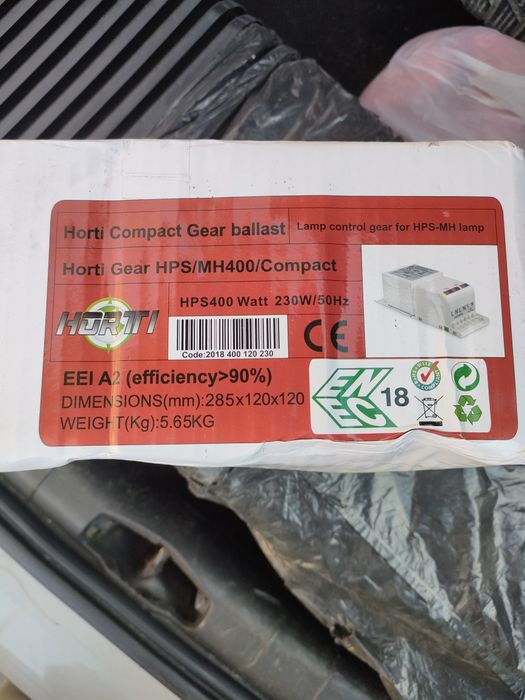 Horti Compact Gear ballast
Lamp control gear for HPS-MH lamp
Horti Gear HPS/MH400/Compact
HORTI
HPS400 Watt 230W/50Hz
Code:2018 400 120 230
CE
EEI A2 (efficiency>90%)
DIMENSIONS(mm):285x120x120
WEIGHT(Kg):5.65KG
ENEC
18